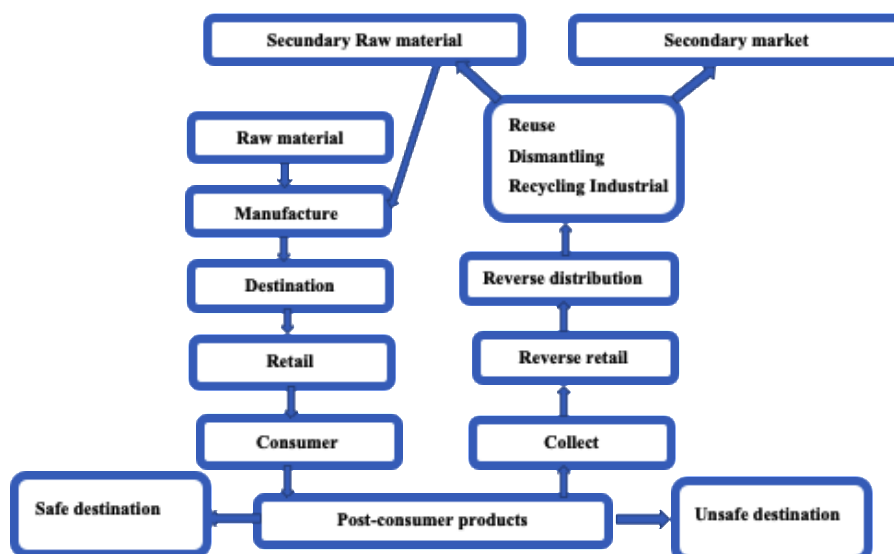 Secundary Raw material
Secondary market
Raw material
Reuse
Dismantling
Recycling Industrial
Manufacture
Destination
Reverse distribution
Retail
Reverse retail
Consumer
Collect
Safe destination
Post-consumer products
Unsafe destination